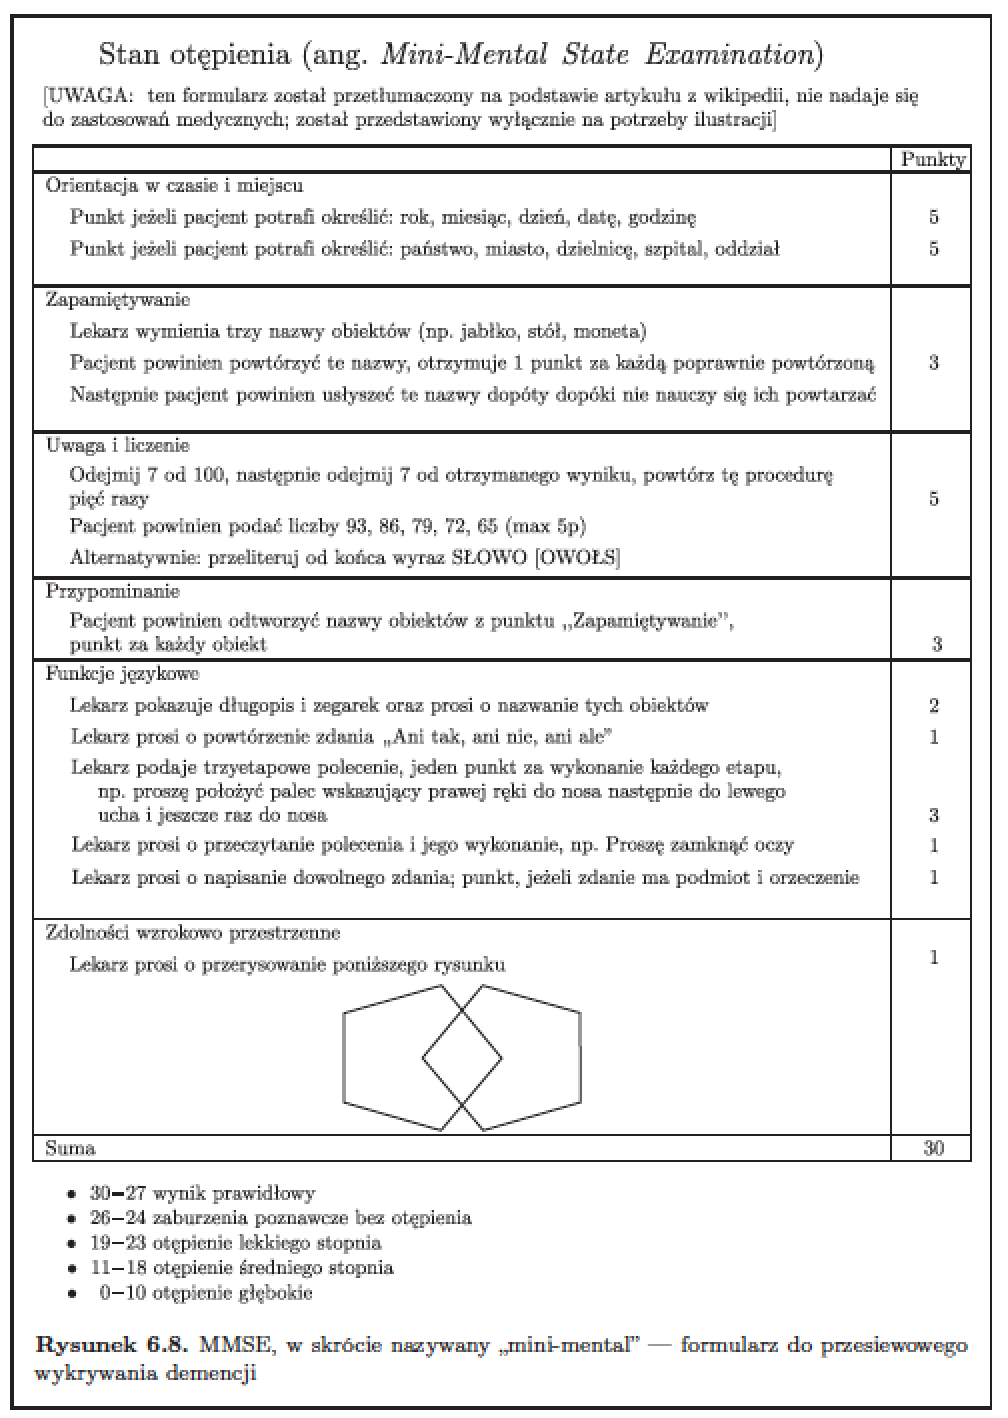 Stan otępienia (ang. Mini-Mental State Examination)
[UWAGA: ten formularz został przetłumaczony na podstawie artykułu z wikipedii, nie nadaje się
do zastosowań medycznych; został przedstawiony wyłącznie na potrzeby ilustracji]
Punkty
Orientacja w czasie i miejscu
Punkt jeżeli pacjent potrafi określić: rok, miesiąc, dzień, datę, godzinę 5
Punkt jeżeli pacjent potrafi określić: państwo, miasto, dzielnicę, szpital, oddział 5
Zapamiętywanie
Lekarz wymienia trzy nazwy obiektów (np. jabłko, stół, moneta)
Pacjent powinien powtórzyć te nazwy, otrzymuje 1 punkt za każdą poprawnie powtórzoną 3
Następnie pacjent powinien usłyszeć te nazwy dopóty dopóki nie nauczy się ich powtarzać
Uwaga i liczenie
Odejmij 7 od 100, następnie odejmij 7 od otrzymanego wyniku, powtórz tę procedurę
pięć razy 5
Pacjent powinien podać liczby 93, 86, 79, 72, 65 (max 5p)
Alternatywnie: przeliteruj od końca wyraz SŁOWO [OWOŁS]
Przypominanie
Pacjent powinien odtworzyć nazwy obiektów z punktu ,,Zapamiętywanie”,
punkt za każdy obiekt 3
Funkcje językowe
Lekarz pokazuje długopis i zegarek oraz prosi o nazwanie tych obiektów 2
Lekarz prosi o powtórzenie zdania „Ani tak, ani nie, ani ale” 1
Lekarz podaje trzyetapowe polecenie, jeden punkt za wykonanie każdego etapu,
np. proszę położyć palec wskazujący prawej ręki do nosa następnie do lewego
ucha i jeszcze raz do nosa 3
Lekarz prosi o przeczytanie polecenia i jego wykonanie, np. Proszę zamknąć oczy 1
Lekarz prosi o napisanie dowolnego zdania; punkt, jeżeli zdanie ma podmiot i orzeczenie 1
Zdolności wzrokowo przestrzenne
Lekarz prosi o przerysowanie poniższego rysunku 1
Suma 30
• 30–27 wynik prawidłowy
• 26–24 zaburzenia poznawcze bez otępienia
• 19–23 otępienie lekkiego stopnia
• 11–18 otępienie średniego stopnia
• 0–10 otępienie głębokie
Rysunek 6.8. MMSE, w skrócie nazywany „mini-mental” — formularz do przesiewowego
wykrywania demencji